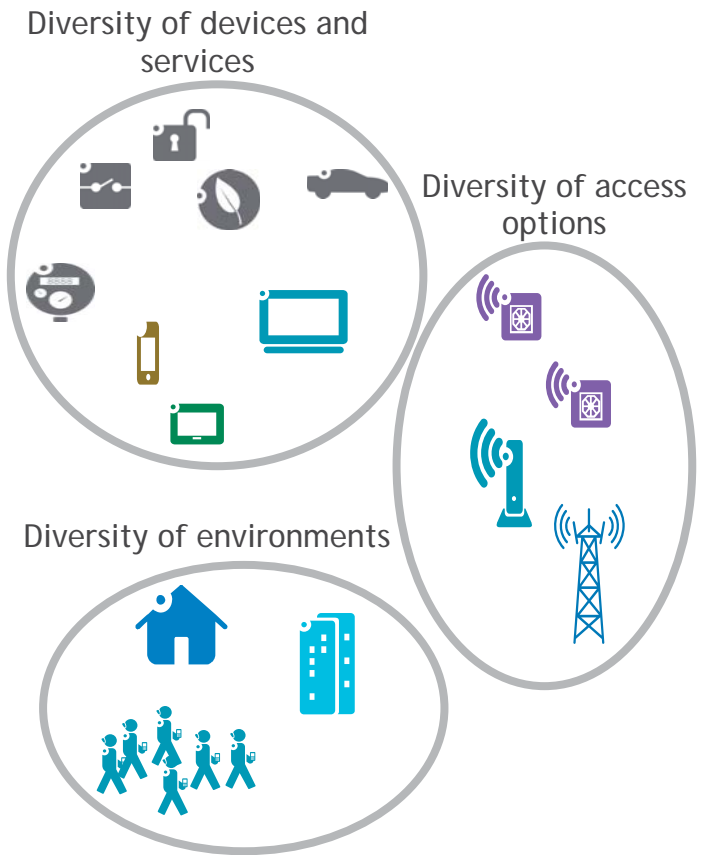 Diversity of devices and
services
Diversity of access
options
Diversity of environments